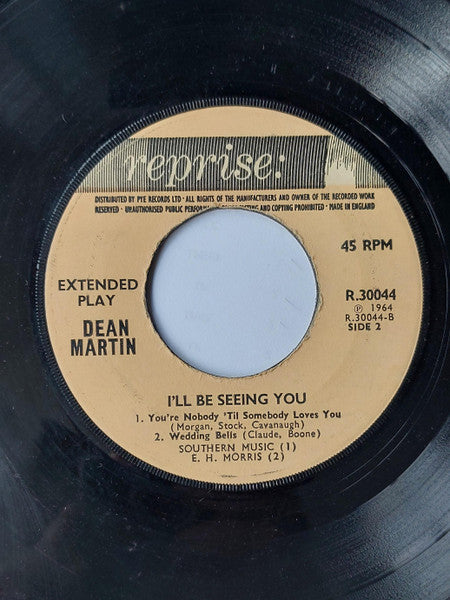 reprise:
DISTRIBUTED BY PYE RECORDS LTD · ALL RIGHTS OF THE MANUFACTURERS AND OWNER OF THE RECORDED WORK
RESERVED · UNAUTHORISED PUBLIC AND COPYING PROHIBITED · MADE IN ENGLAND
45 RPM
EXTENDED
PLAY
DEAN
MARTIN
R.30044
Ⓟ 1964
R.30044-B
SIDE 2
I'LL BE SEEING YOU
1. You're Nobody 'Til Somebody Loves You
(Morgan, Stock, Cavanaugh)
2. Wedding Bells (Claude, Boone)
SOUTHERN MUSIC (1)
E. H. MORRIS (2)